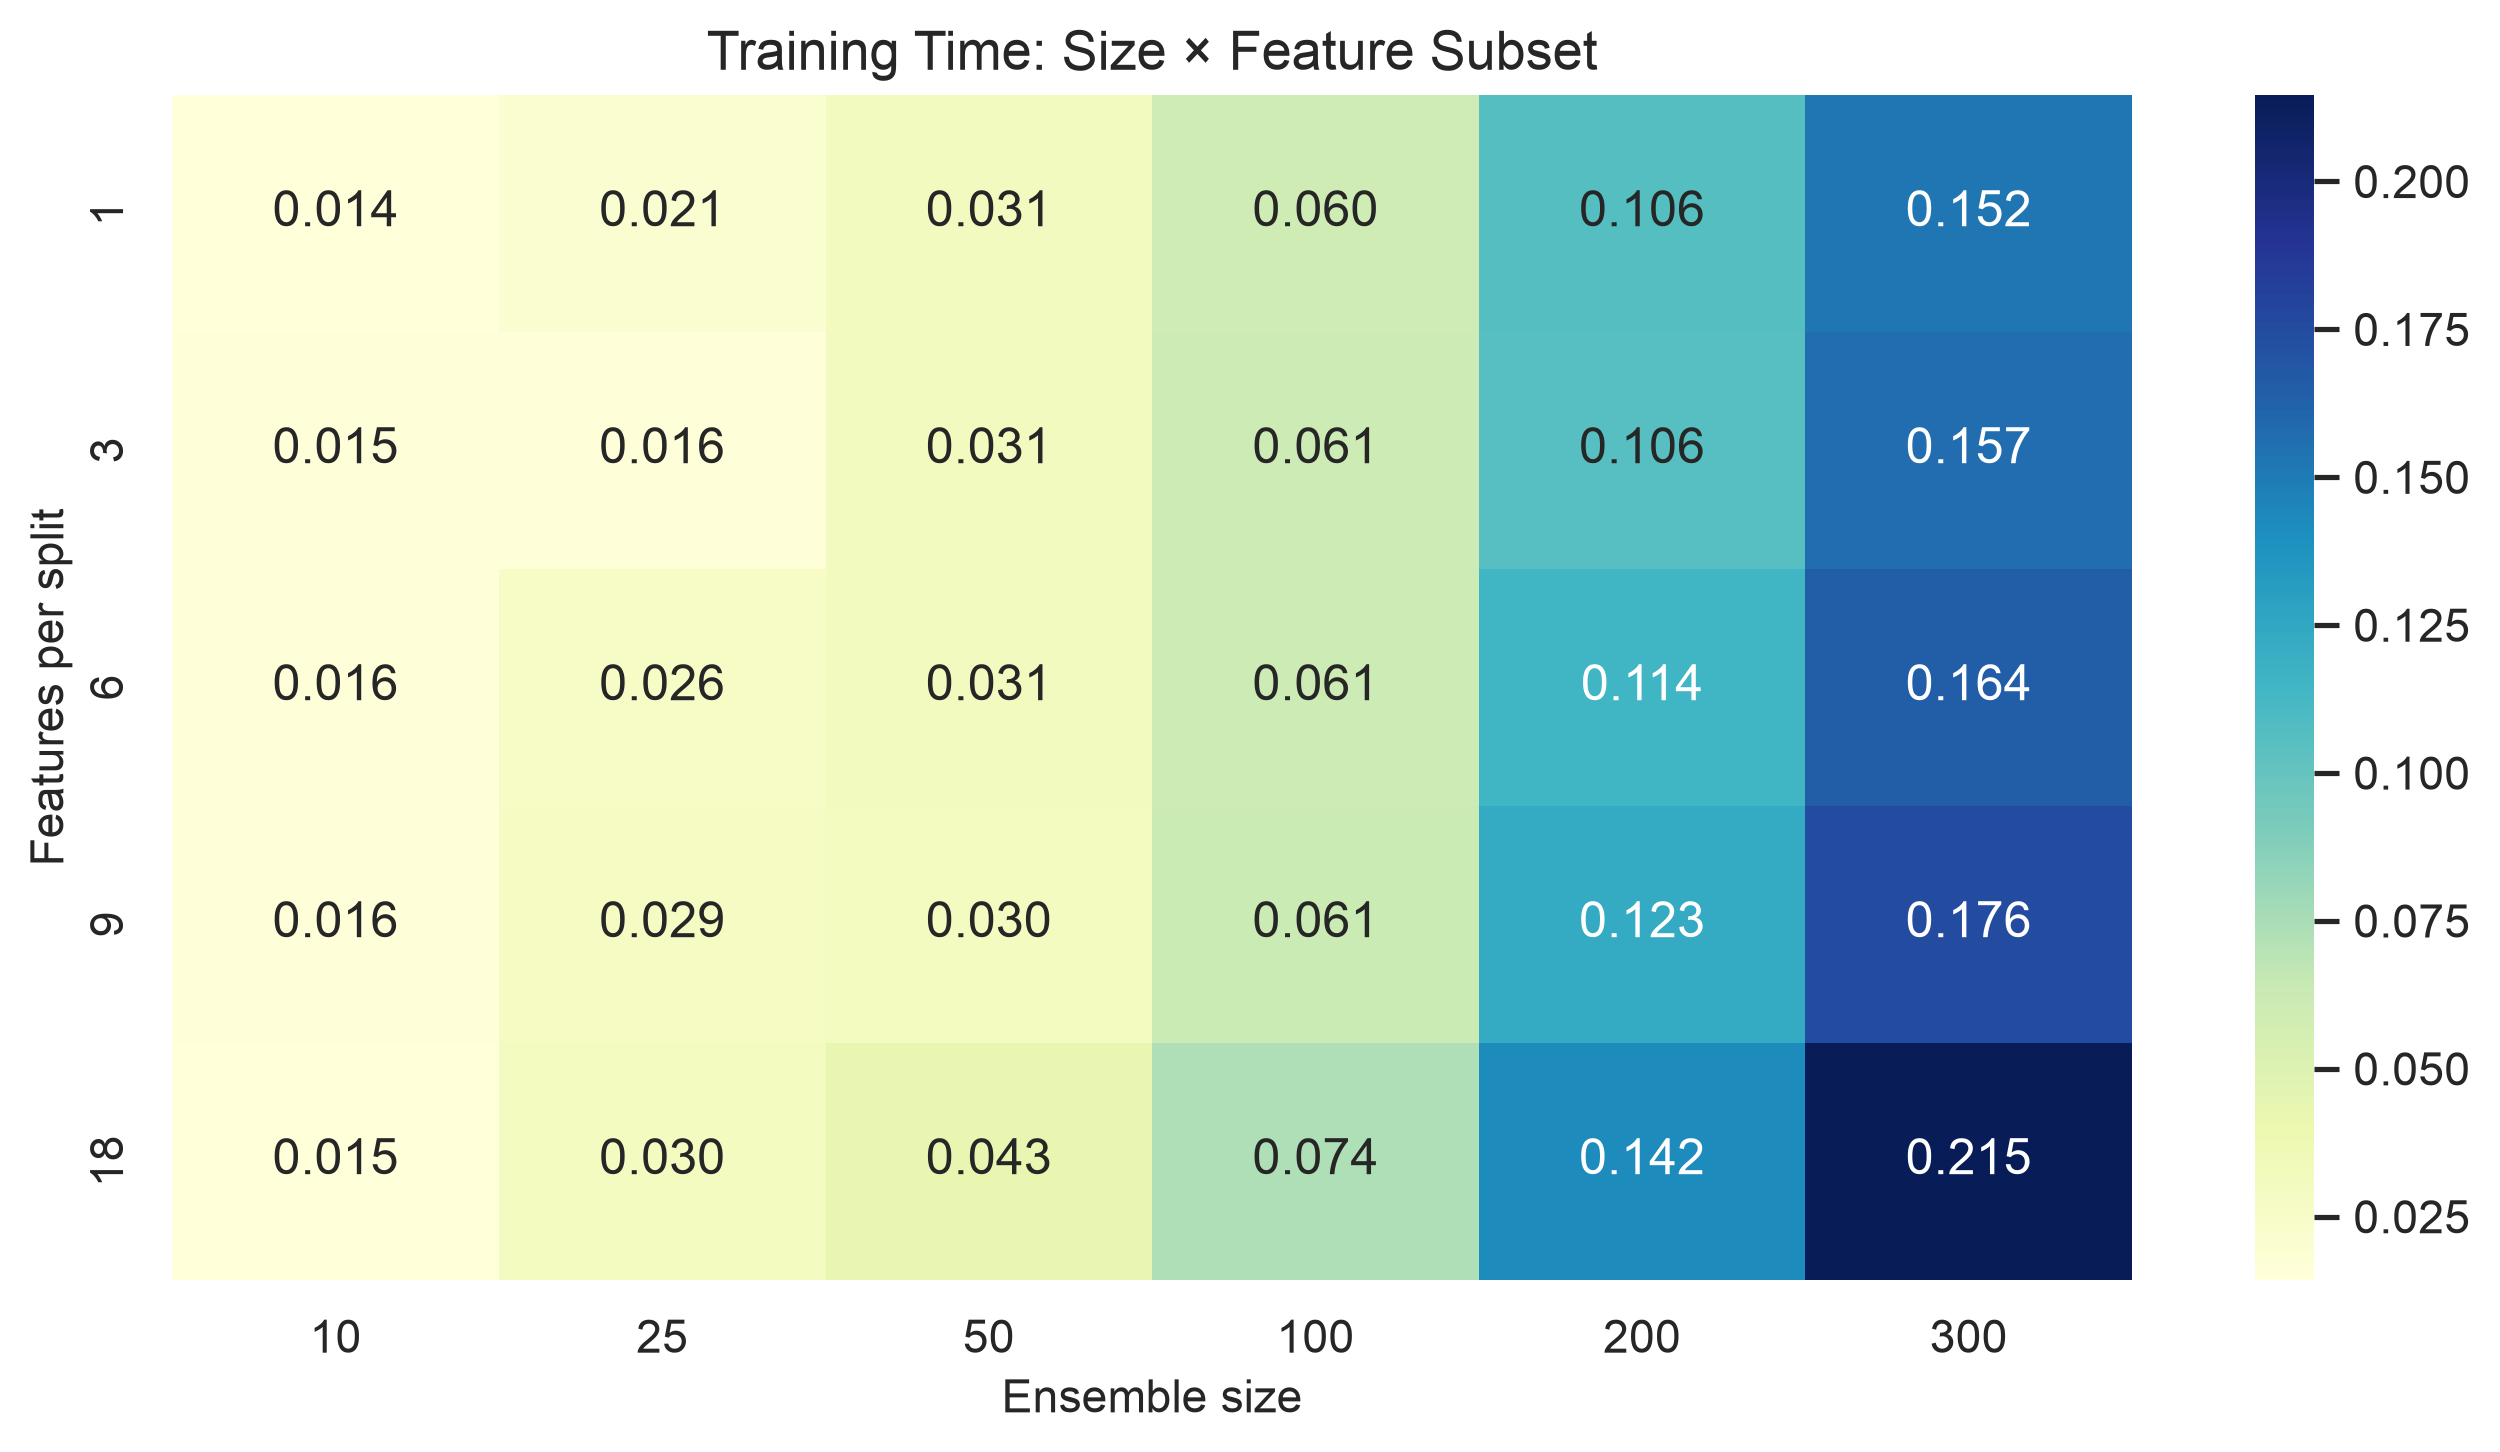 Training Time: Size × Feature Subset
Features per split
1 0.014 0.021 0.031 0.060 0.106 0.152
3 0.015 0.016 0.031 0.061 0.106 0.157
6 0.016 0.026 0.031 0.061 0.114 0.164
9 0.016 0.029 0.030 0.061 0.123 0.176
18 0.015 0.030 0.043 0.074 0.142 0.215
10 25 50 100 200 300
Ensemble size
0.200
0.175
0.150
0.125
0.100
0.075
0.050
0.025